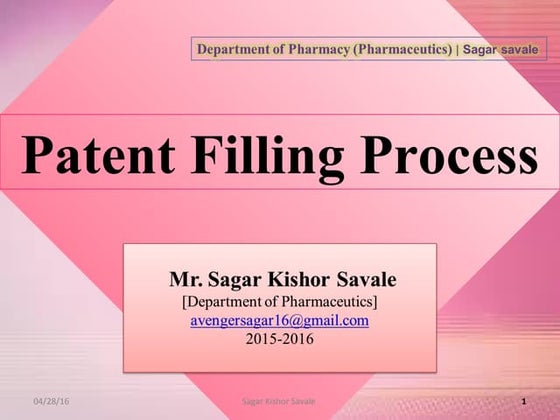 Department of Pharmacy (Pharmaceutics) | Sagar savale
Patent Filling Process
Mr. Sagar Kishor Savale
[Department of Pharmaceutics]
avengersagar16@gmail.com
2015-2016
04/28/16
Sagar Kishor Savale
1